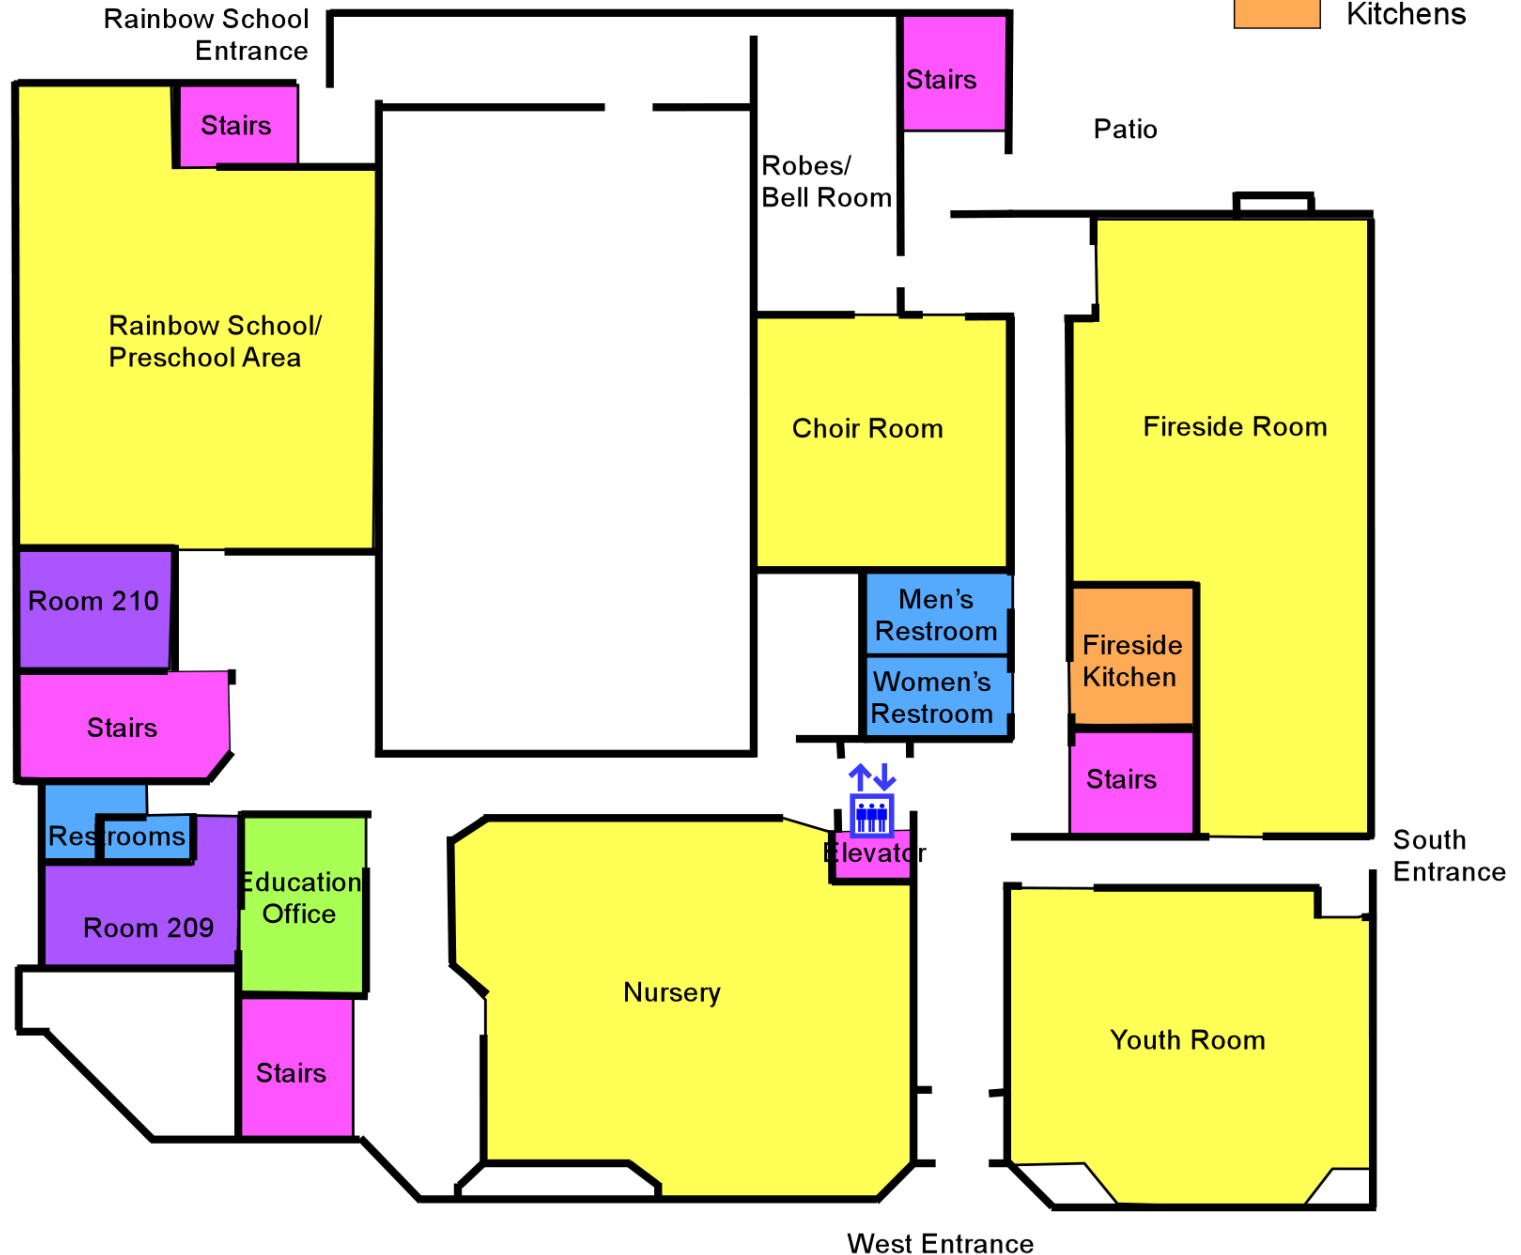 Rainbow School
Entrance
Kitchens
Stairs
Stairs
Patio
Robes/
Bell Room
Rainbow School/
Preschool Area
Choir Room
Fireside Room
Room 210
Men's
Restroom
Fireside
Kitchen
Women's
Restroom
Stairs
Stairs
Restrooms
Elevator
South
Entrance
Education
Office
Room 209
Nursery
Youth Room
Stairs
West Entrance